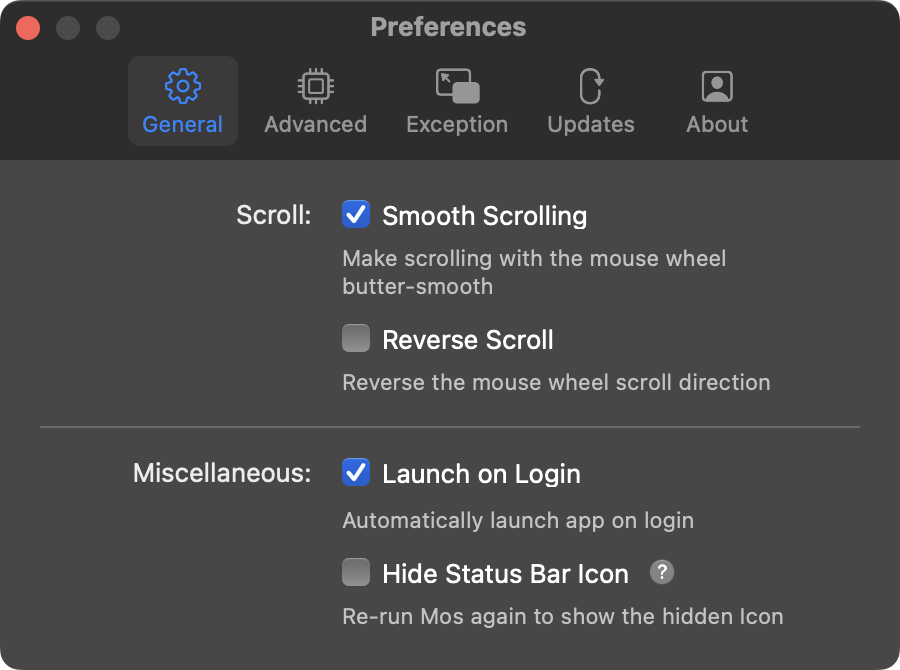 Preferences
General
Advanced
Exception
Updates
About
Scroll:
Smooth Scrolling
Make scrolling with the mouse wheel
butter-smooth
Reverse Scroll
Reverse the mouse wheel scroll direction
Miscellaneous:
Launch on Login
Automatically launch app on login
Hide Status Bar Icon ?
Re-run Mos again to show the hidden Icon